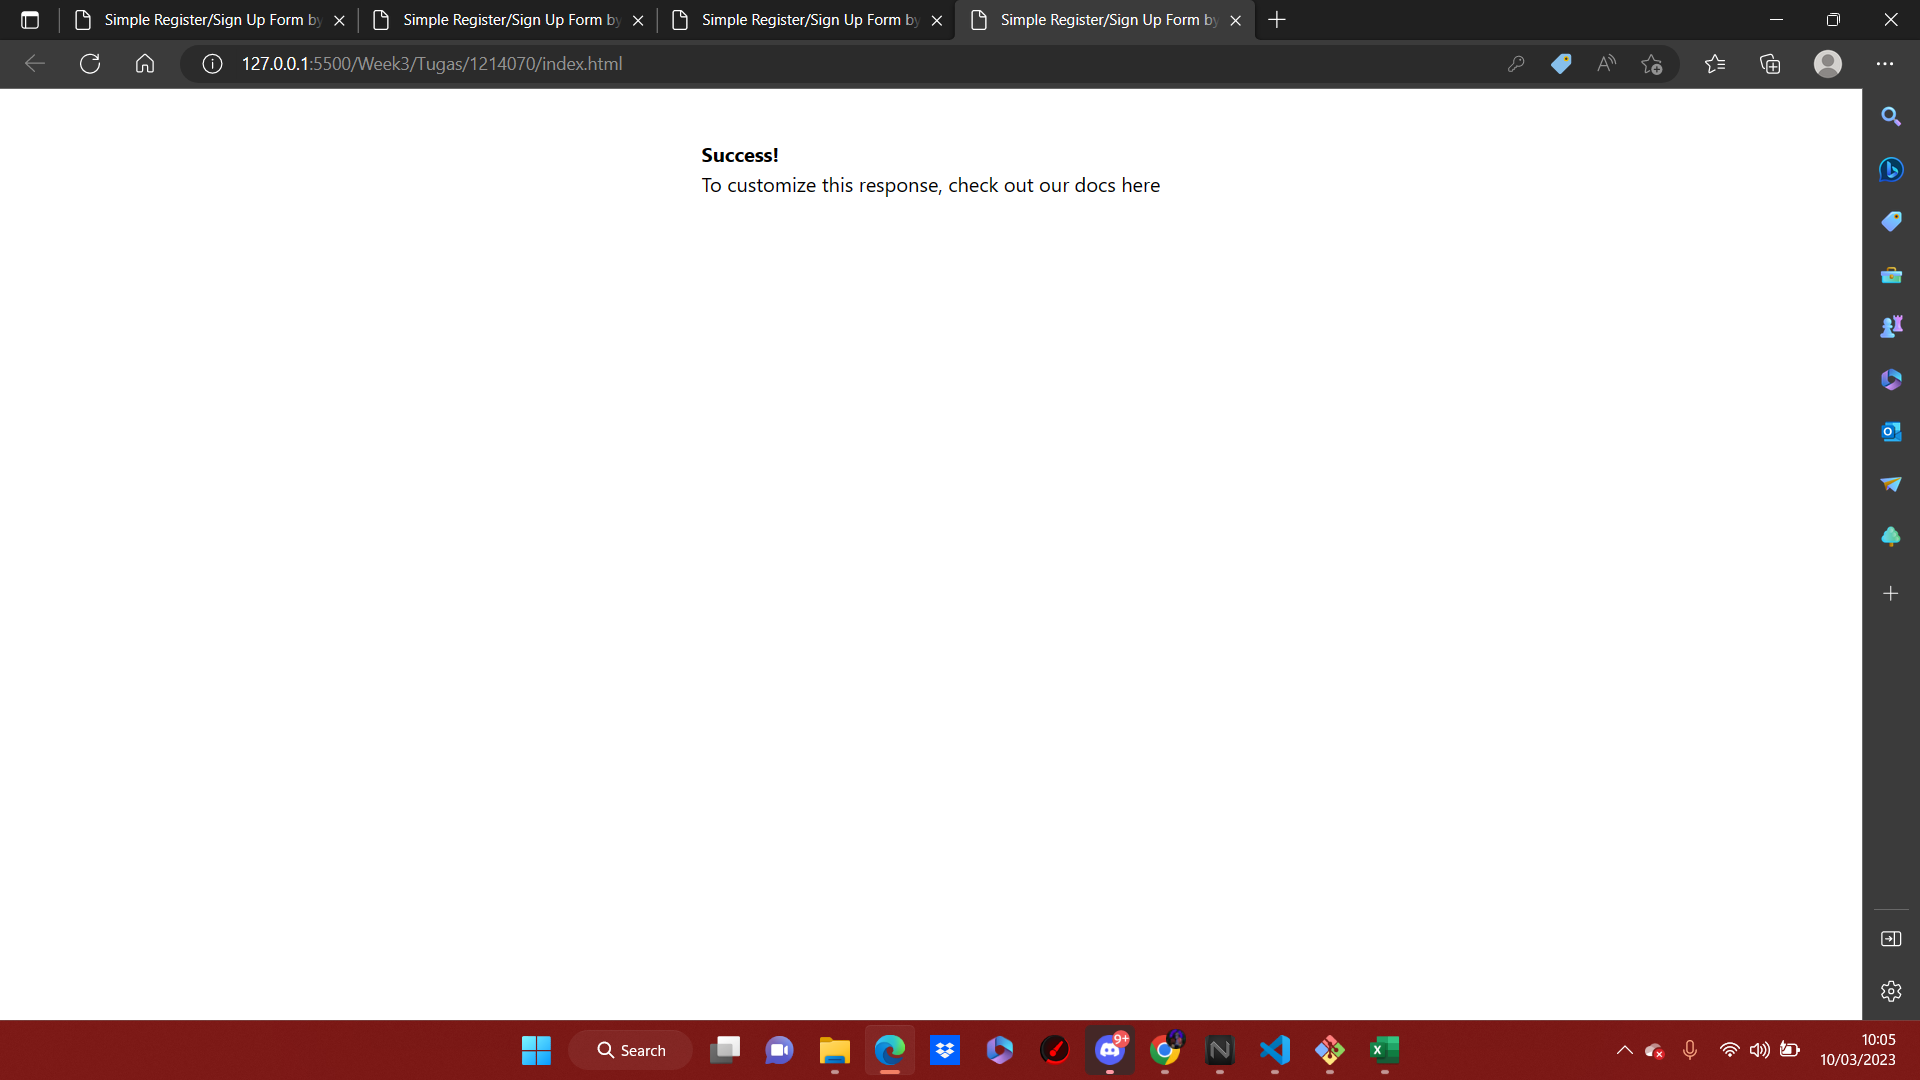 Simple Register/Sign Up Form by
Simple Register/Sign Up Form by
Simple Register/Sign Up Form by
Simple Register/Sign Up Form by
127.0.0.1:5500/Week3/Tugas/1214070/index.html
Success!
To customize this response, check out our docs here
Search
9+
10:05
10/03/2023